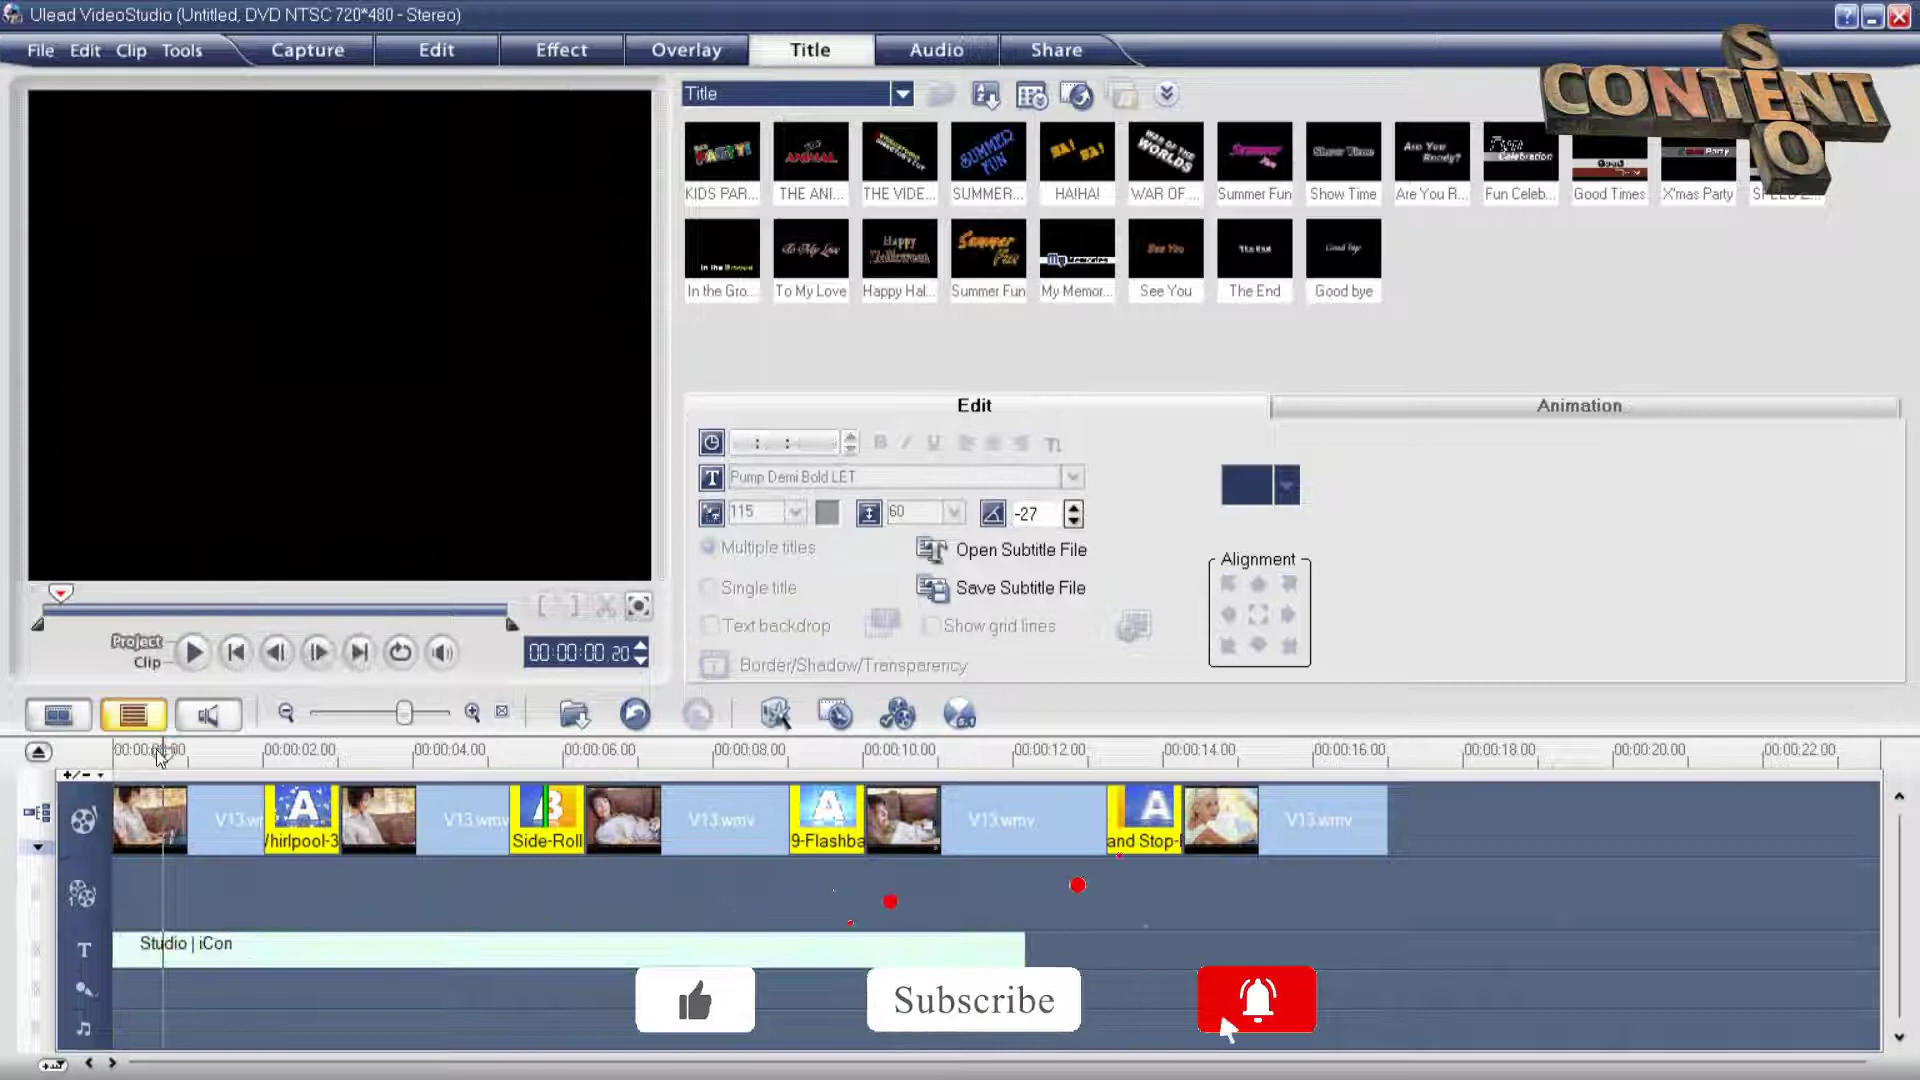 Ulead VideoStudio (Untitled, DVD NTSC 720*480 - Stereo)
File Edit Clip Tools Capture Edit Effect Overlay Title Audio Share
CONTENT
SEO
Title
KIDS PAR... THE ANI... THE VIDE... SUMMER... HA!HA! WAR OF ... Summer Fun Show Time Are You R... Fun Celeb... Good Times X'mas Party
In the Gro... To My Love Happy Hal... Summer Fun My Memor... See You The End Good bye
Edit Animation
Pump Demi Bold LET
115 60 -27
Multiple titles Open Subtitle File
Single title Save Subtitle File
Text backdrop Show grid lines
Border/Shadow/Transparency
Alignment
Project
Clip
00:00:00.20
00:00:02.00 00:00:04.00 00:00:06.00 00:00:08.00 00:00:10.00 00:00:12.00 00:00:14.00 00:00:16.00 00:00:18.00 00:00:20.00 00:00:22.00
V13.wm V13.wmv V13.wmv V13.wmv V13.wmv
hirlpool-3 Side-Roll 9-Flashba and Stop-
Studio | iCon
Subscribe